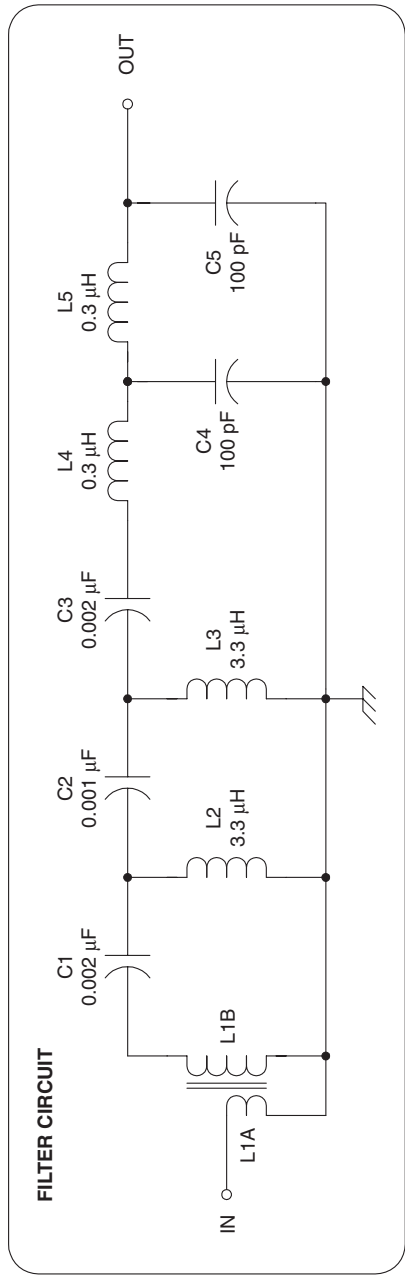 FILTER CIRCUIT
IN
L1A
L1B
C1
0.002 µF
L2
3.3 µH
C2
0.001 µF
L3
3.3 µH
C3
0.002 µF
L4
0.3 µH
C4
100 pF
L5
0.3 µH
C5
100 pF
OUT